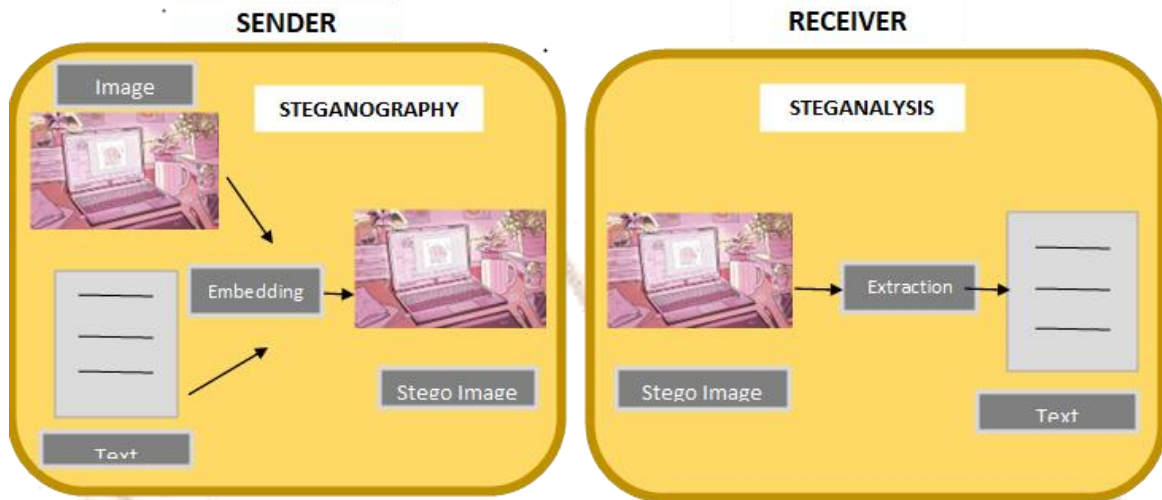 SENDER
RECEIVER
Image
STEGANOGRAPHY
STEGANALYSIS
Embedding
Extraction
Stego Image
Stego Image
Text
Text